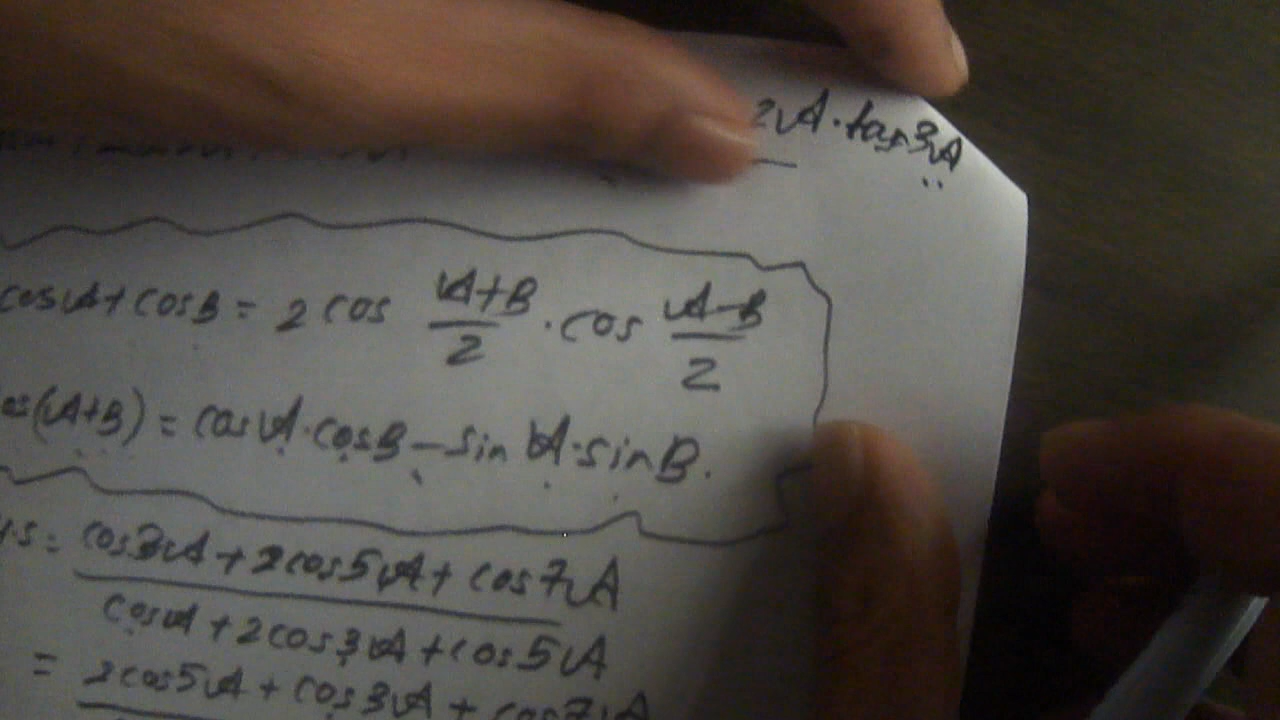 2A·tan3A
cosA+cosB = 2 cos A+B/2 · cos A-B/2
(A+B) = cosA·cosB - sinA·sinB.
cos3A + 2cos5A + cos7A
cosA + 2cos3A + cos5A
= 2cos5A + cos3A + cos7A